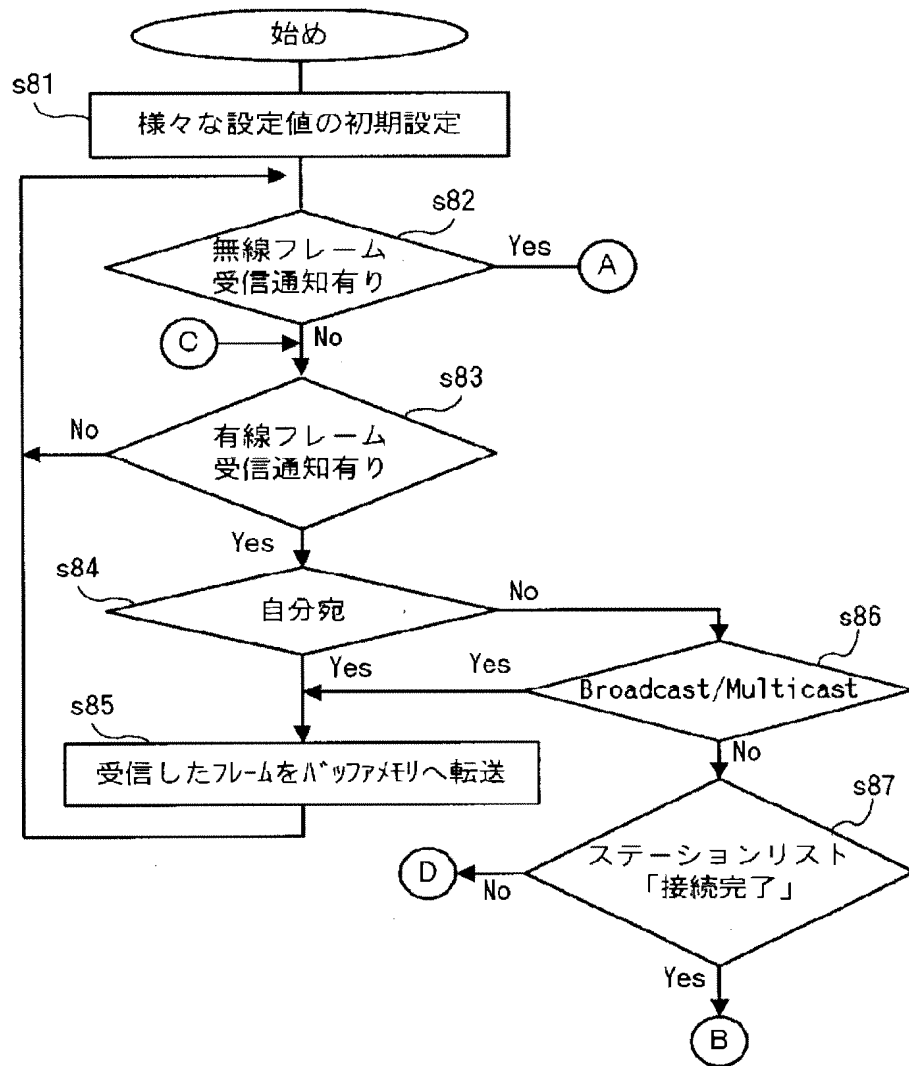 始め
s81
様々な設定値の初期設定
s82
無線フレーム
受信通知有り
Yes
A
C
No
s83
No
有線フレーム
受信通知有り
Yes
s84
自分宛
No
s86
Yes
Yes
Broadcast/Multicast
s85
受信したﾌﾚｰﾑをﾊﾞｯﾌｧﾒﾓﾘへ転送
No
s87
ステーションリスト
「接続完了」
D
No
Yes
B